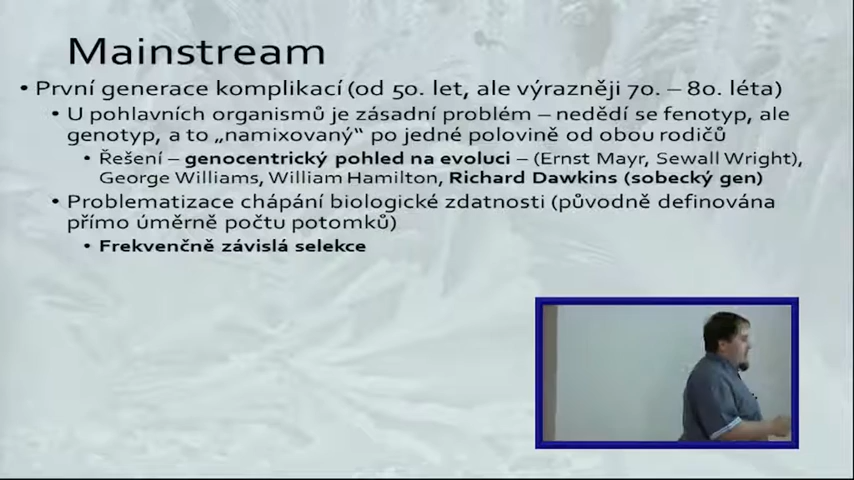 Mainstream
• První generace komplikací (od 50. let, ale výrazněji 70. – 80. léta)
• U pohlavních organismů je zásadní problém – nedědí se fenotyp, ale
genotyp, a to „namixovaný“ po jedné polovině od obou rodičů
• Řešení – genocentrický pohled na evoluci – (Ernst Mayr, Sewall Wright),
George Williams, William Hamilton, Richard Dawkins (sobecký gen)
• Problematizace chápání biologické zdatnosti (původně definována
přímo úměrně počtu potomků)
• Frekvenčně závislá selekce